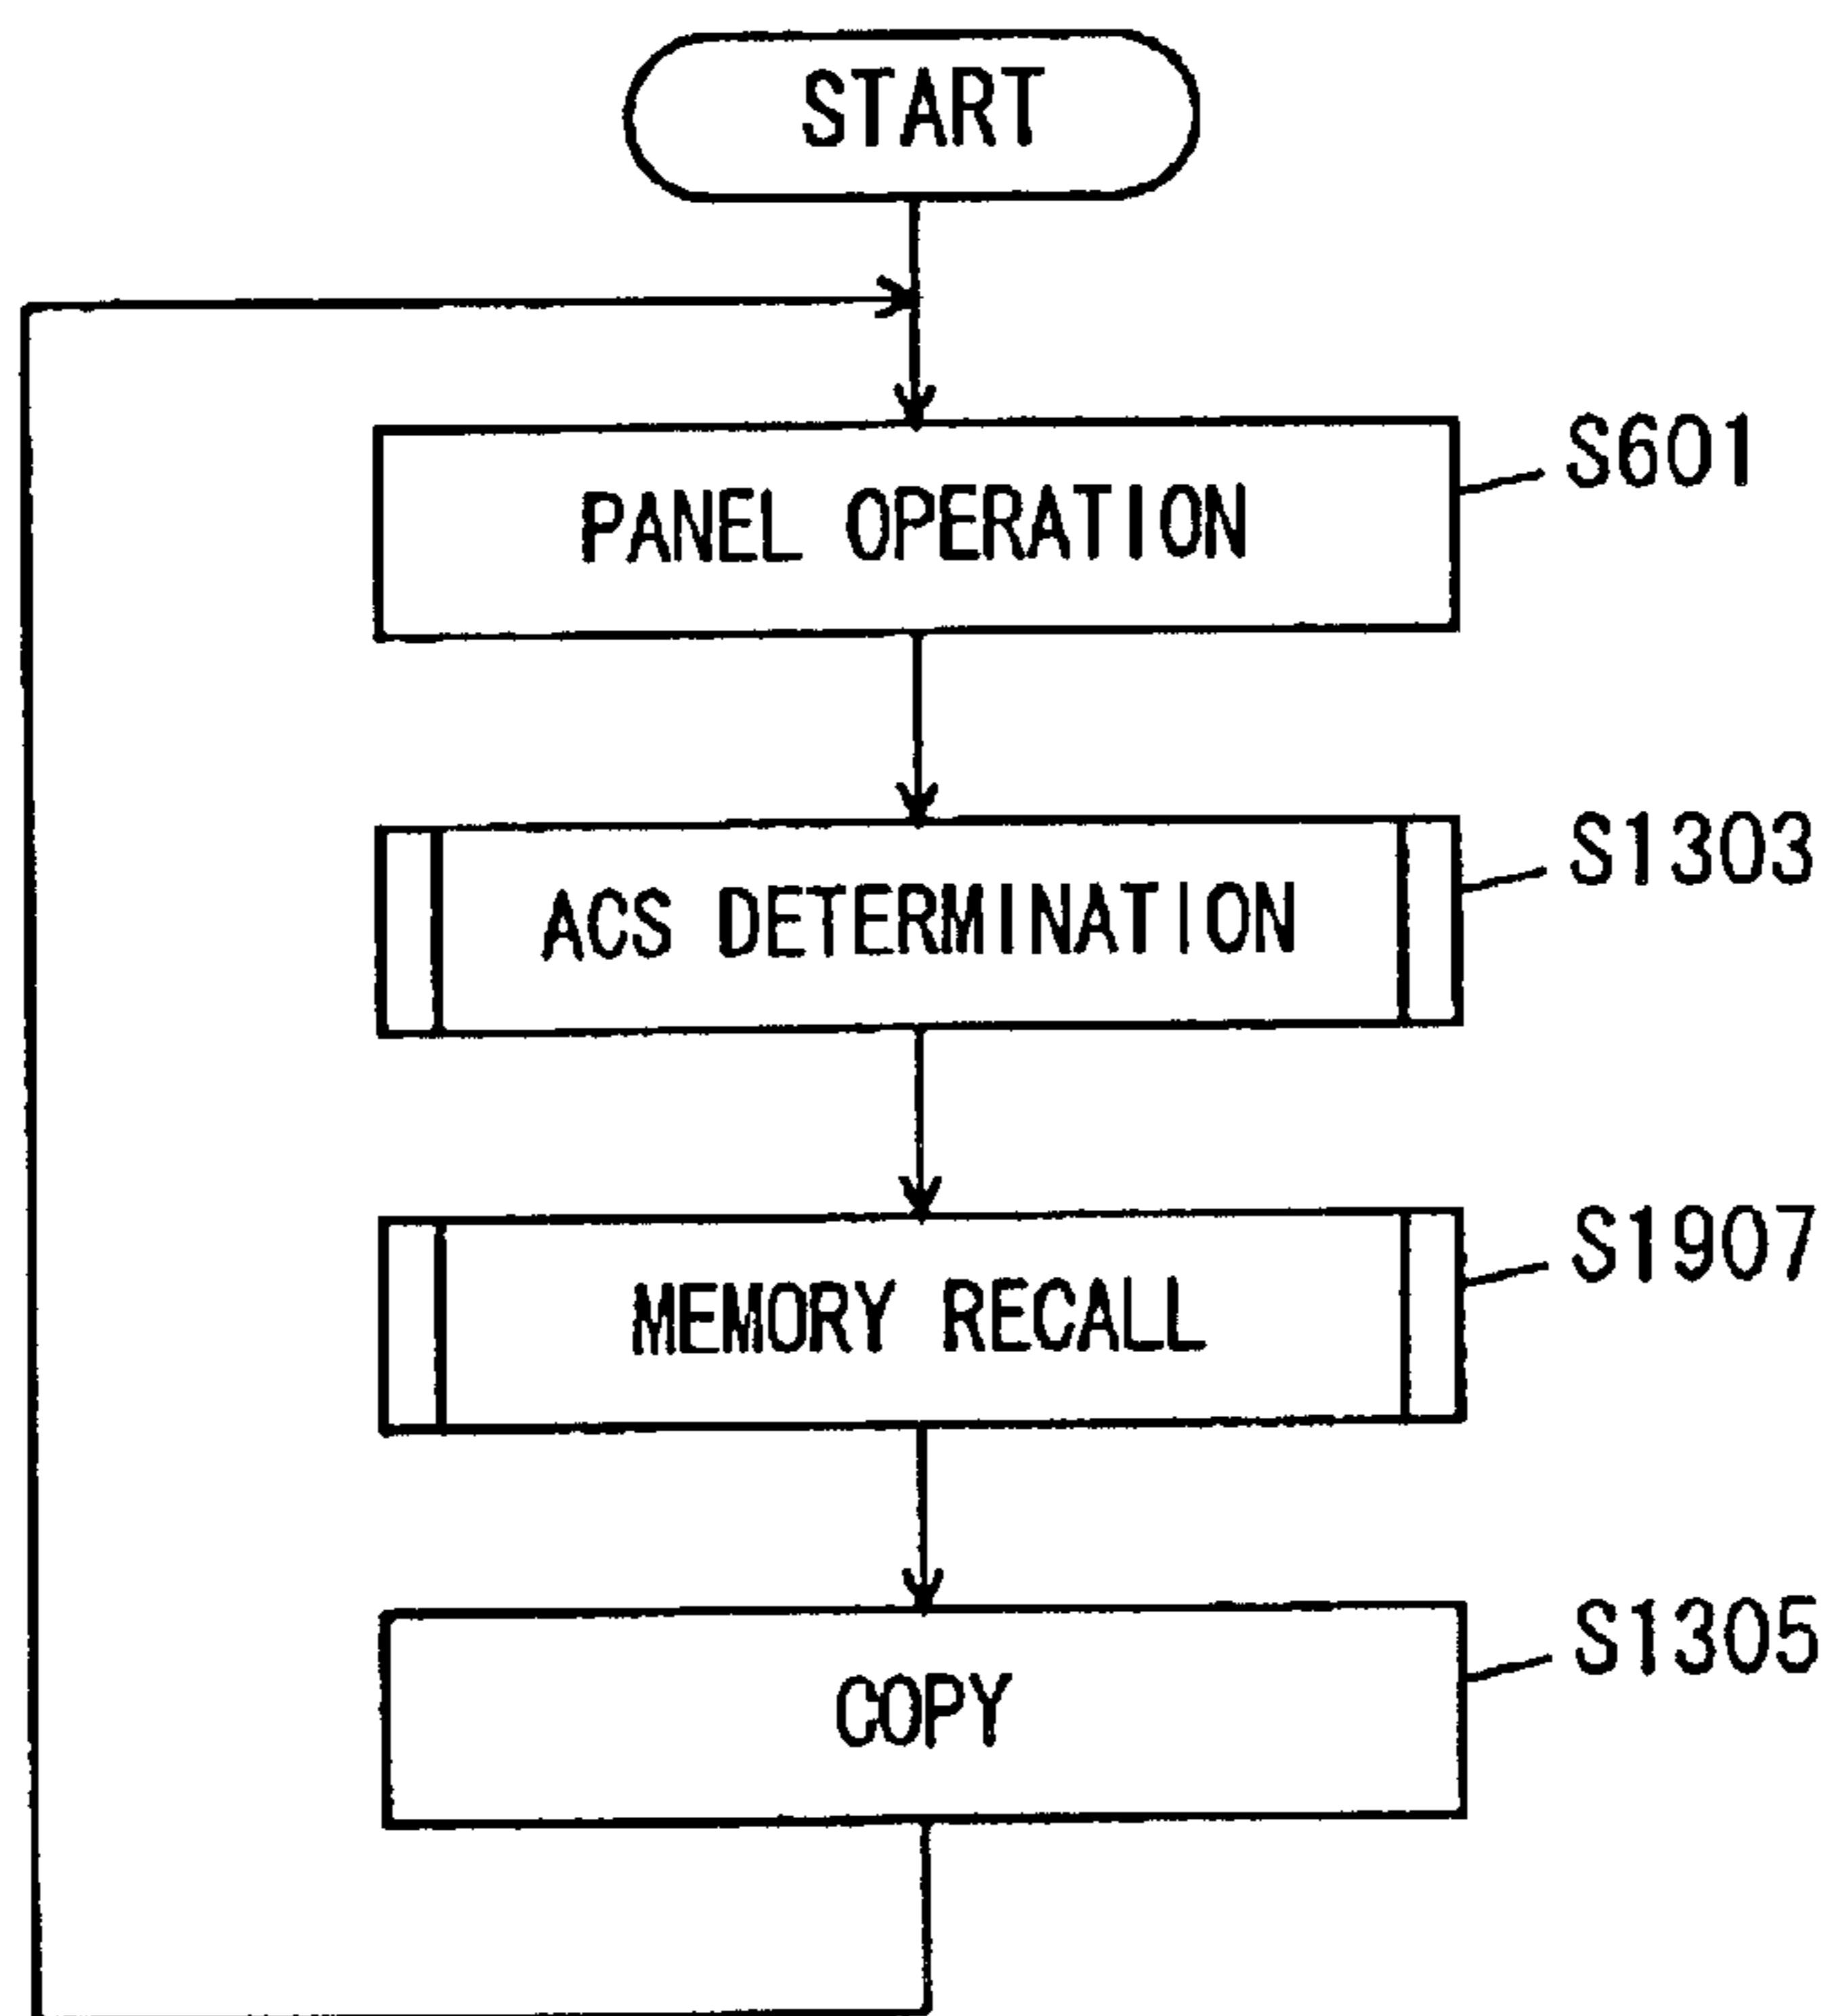 START
PANEL OPERATION
S601
ACS DETERMINATION
S1303
MEMORY RECALL
S1907
COPY
S1305